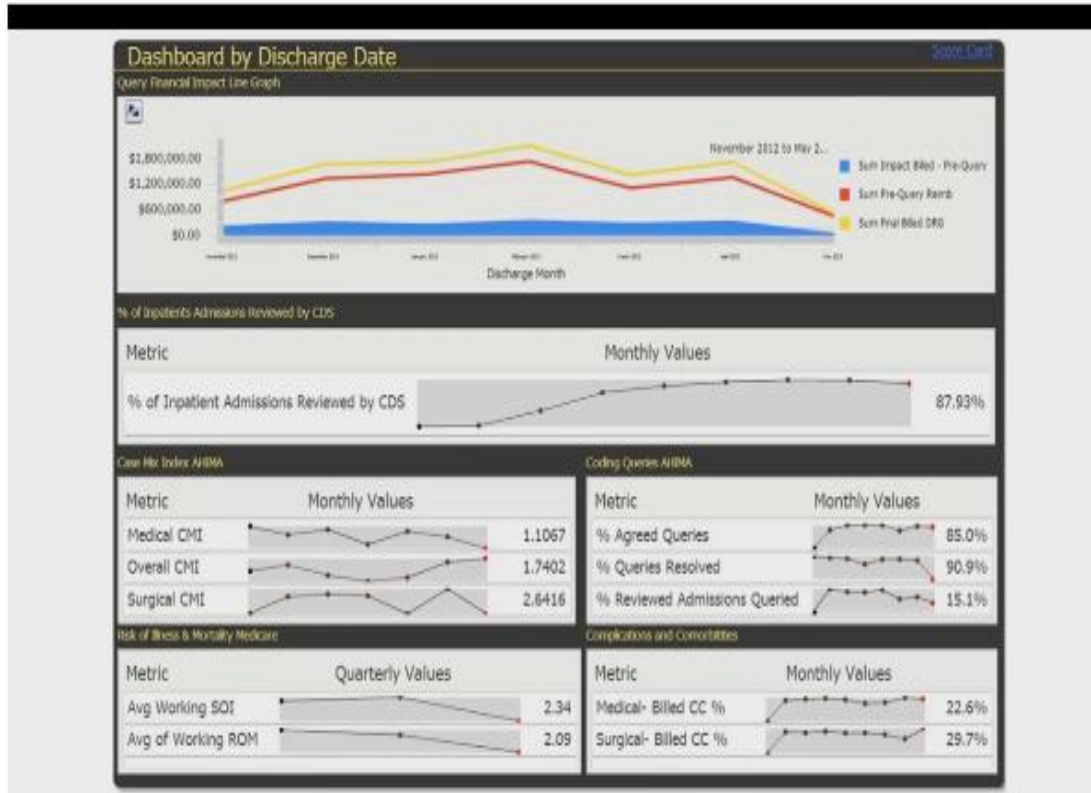 Dashboard by Discharge Date
Score Card
Query Financial Impact Line Graph
November 2012 to May 2...
$1,800,000.00
$1,200,000.00
$600,000.00
$0.00
Sum Impact Billed - Pre-Query
Sum Pre-Query Reimb
Sum Final Billed DRG
Discharge Month
% of Inpatients Admissions Reviewed by CDS
Metric Monthly Values
% of Inpatient Admissions Reviewed by CDS 87.93%
Case Mix Index AHIMA
Metric Monthly Values
Medical CMI 1.1067
Overall CMI 1.7402
Surgical CMI 2.6416
Coding Queries AHIMA
Metric Monthly Values
% Agreed Queries 85.0%
% Queries Resolved 90.9%
% Reviewed Admissions Queried 15.1%
Risk of Illness & Mortality Medicare
Metric Quarterly Values
Avg Working SOI 2.34
Avg of Working ROM 2.09
Complications and Comorbitites
Metric Monthly Values
Medical- Billed CC % 22.6%
Surgical- Billed CC % 29.7%